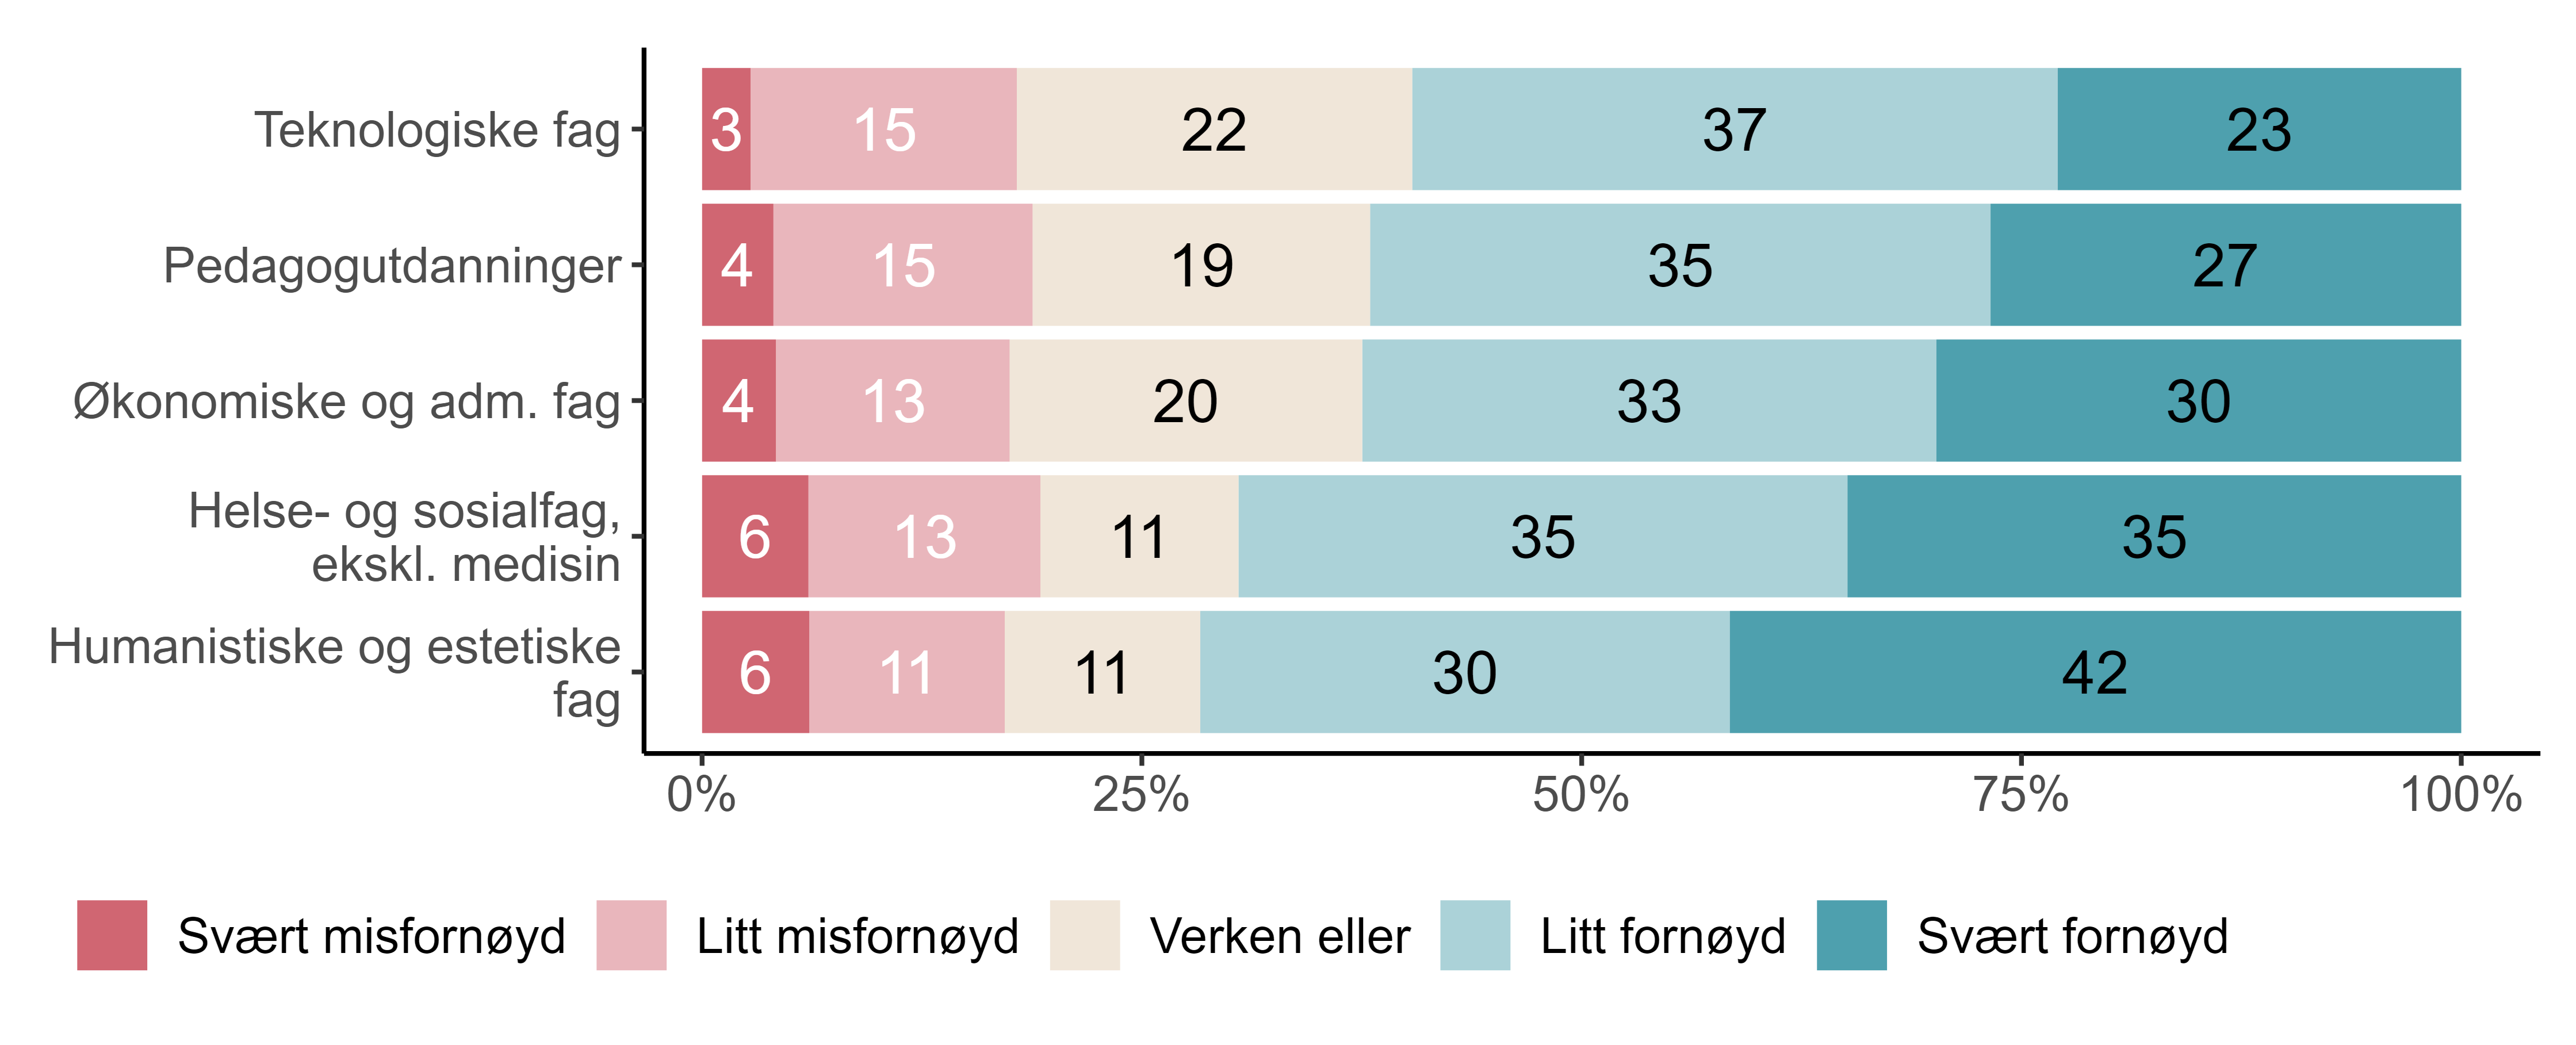 Teknologiske fag 3 15 22 37 23
Pedagogutdanninger 4 15 19 35 27
Økonomiske og adm. fag 4 13 20 33 30
Helse- og sosialfag,
ekskl. medisin 6 13 11 35 35
Humanistiske og estetiske
fag 6 11 11 30 42
0% 25% 50% 75% 100%
Svært misfornøyd Litt misfornøyd Verken eller Litt fornøyd Svært fornøyd